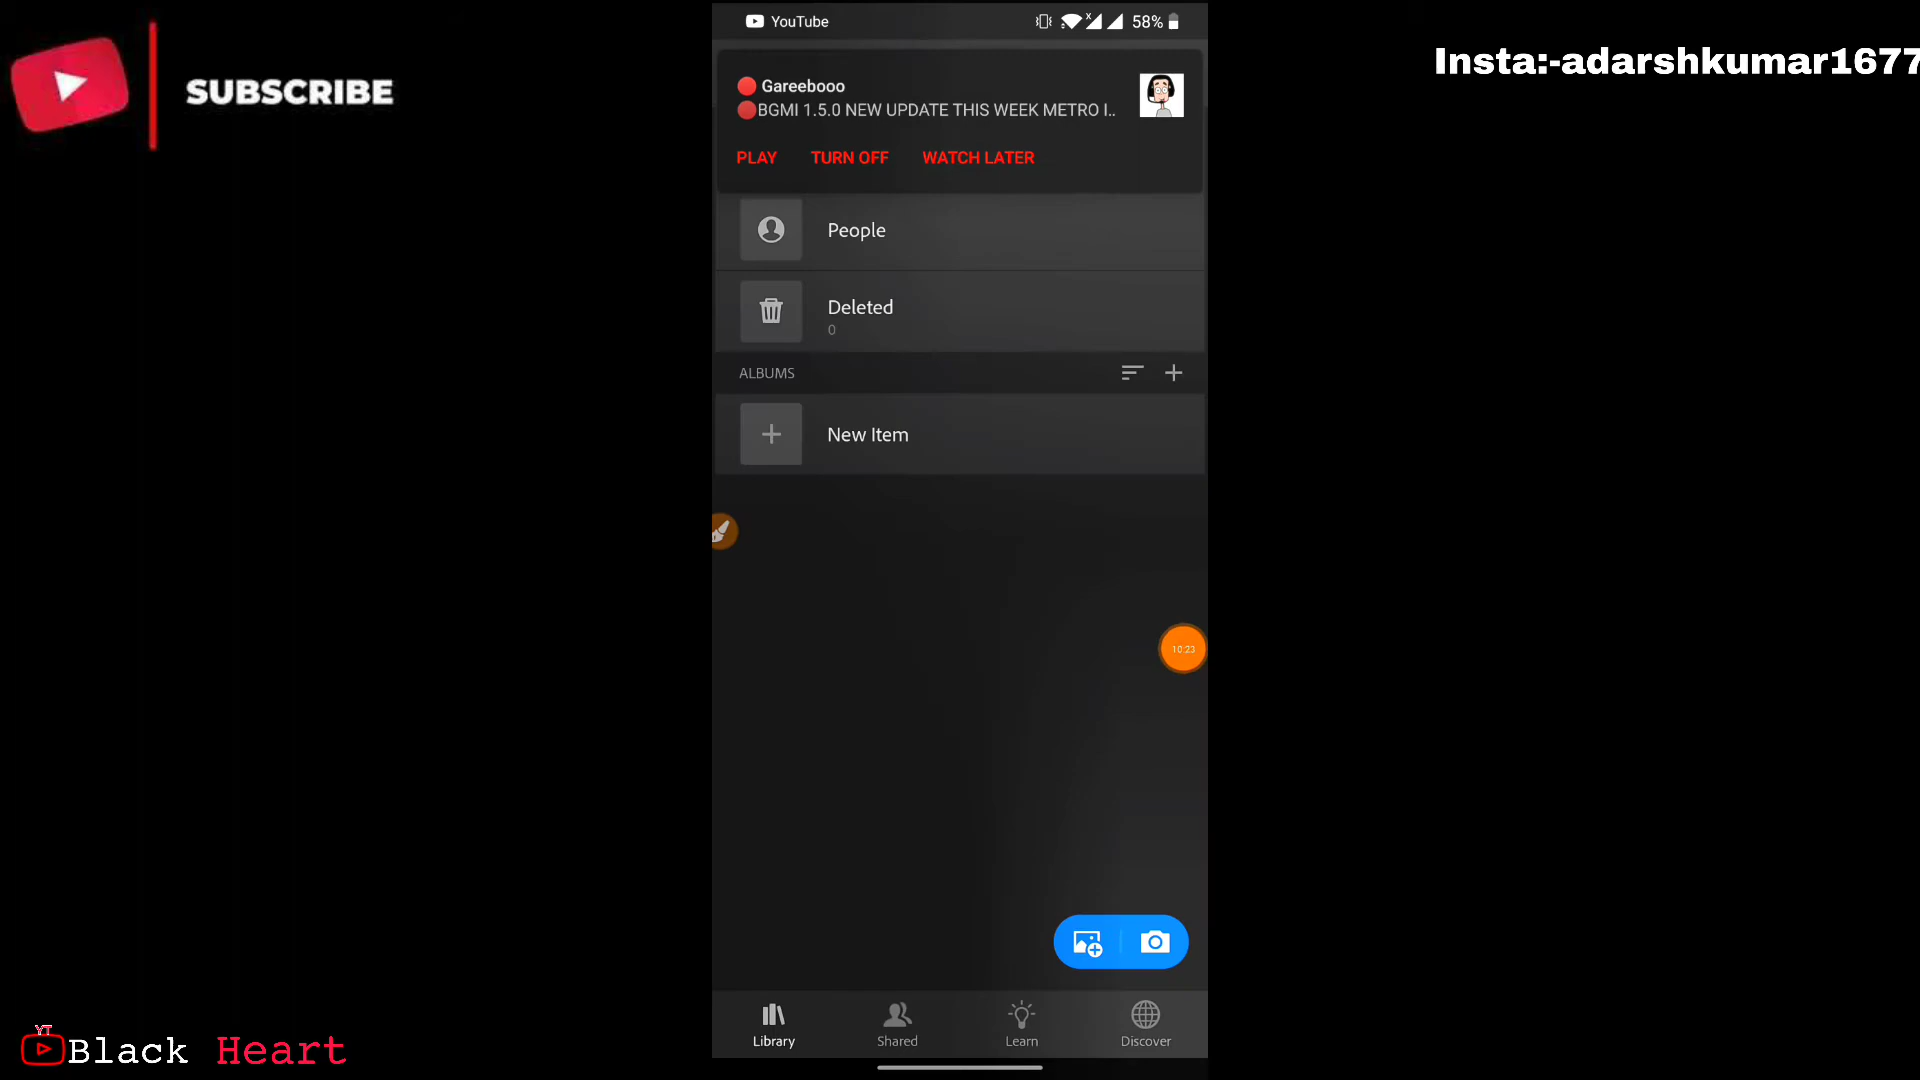 SUBSCRIBE
Insta:-adarshkumar1677
YouTube
58%
Gareebooo
BGMI 1.5.0 NEW UPDATE THIS WEEK METRO I..
PLAY TURN OFF WATCH LATER
People
Deleted
0
ALBUMS
New Item
10:23
Library Shared Learn Discover
YT
Black Heart